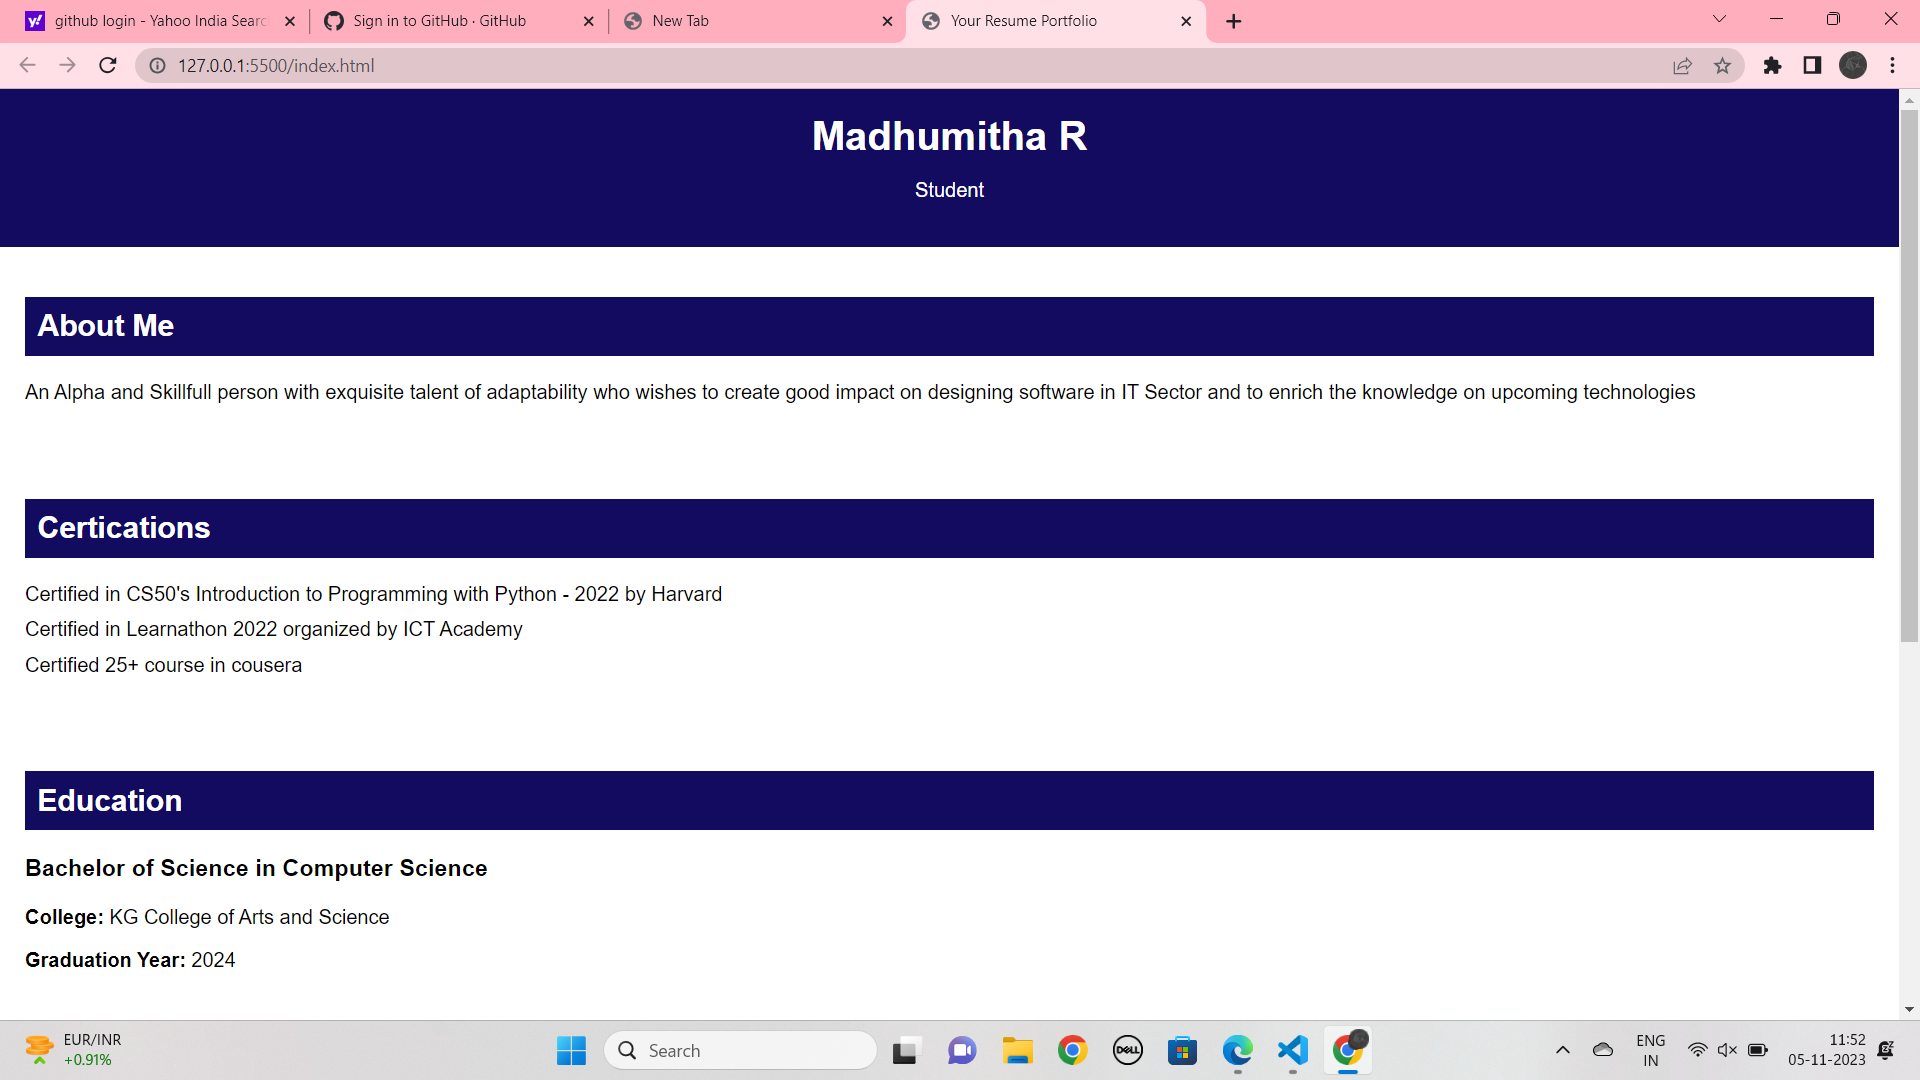 github login - Yahoo India Searc
Sign in to GitHub · GitHub
New Tab
Your Resume Portfolio
127.0.0.1:5500/index.html
Madhumitha R
Student
About Me
An Alpha and Skillfull person with exquisite talent of adaptability who wishes to create good impact on designing software in IT Sector and to enrich the knowledge on upcoming technologies
Certications
Certified in CS50's Introduction to Programming with Python - 2022 by Harvard
Certified in Learnathon 2022 organized by ICT Academy
Certified 25+ course in cousera
Education
Bachelor of Science in Computer Science
College: KG College of Arts and Science
Graduation Year: 2024
EUR/INR
+0.91%
Search
DELL
ENG
IN
11:52
05-11-2023